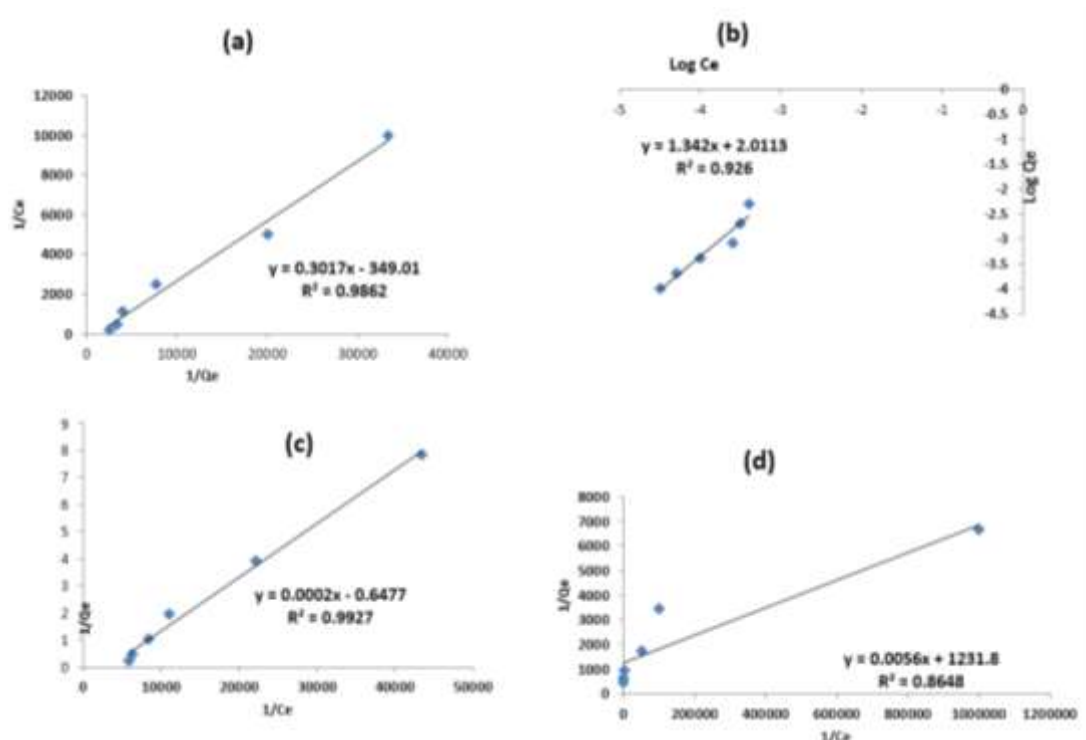 (a)
12000
10000
8000
6000
4000
2000
0
1/Ce
y = 0.3017x - 349.01
R² = 0.9862
0 10000 20000 30000 40000
1/Qe
(b)
Log Ce
-5 -4 -3 -2 -1 0
0
-0.5
-1
-1.5
-2
-2.5
-3
-3.5
-4
-4.5
Log Qe
y = 1.342x + 2.0113
R² = 0.926
(c)
9
8
7
6
5
4
3
2
1
0
1/Qe
y = 0.0002x - 0.6477
R² = 0.9927
0 10000 20000 30000 40000 50000
1/Ce
(d)
8000
7000
6000
5000
4000
3000
2000
1000
0
1/Qe
y = 0.0056x + 1231.8
R² = 0.8648
0 200000 400000 600000 800000 1000000 1200000
1/Ce